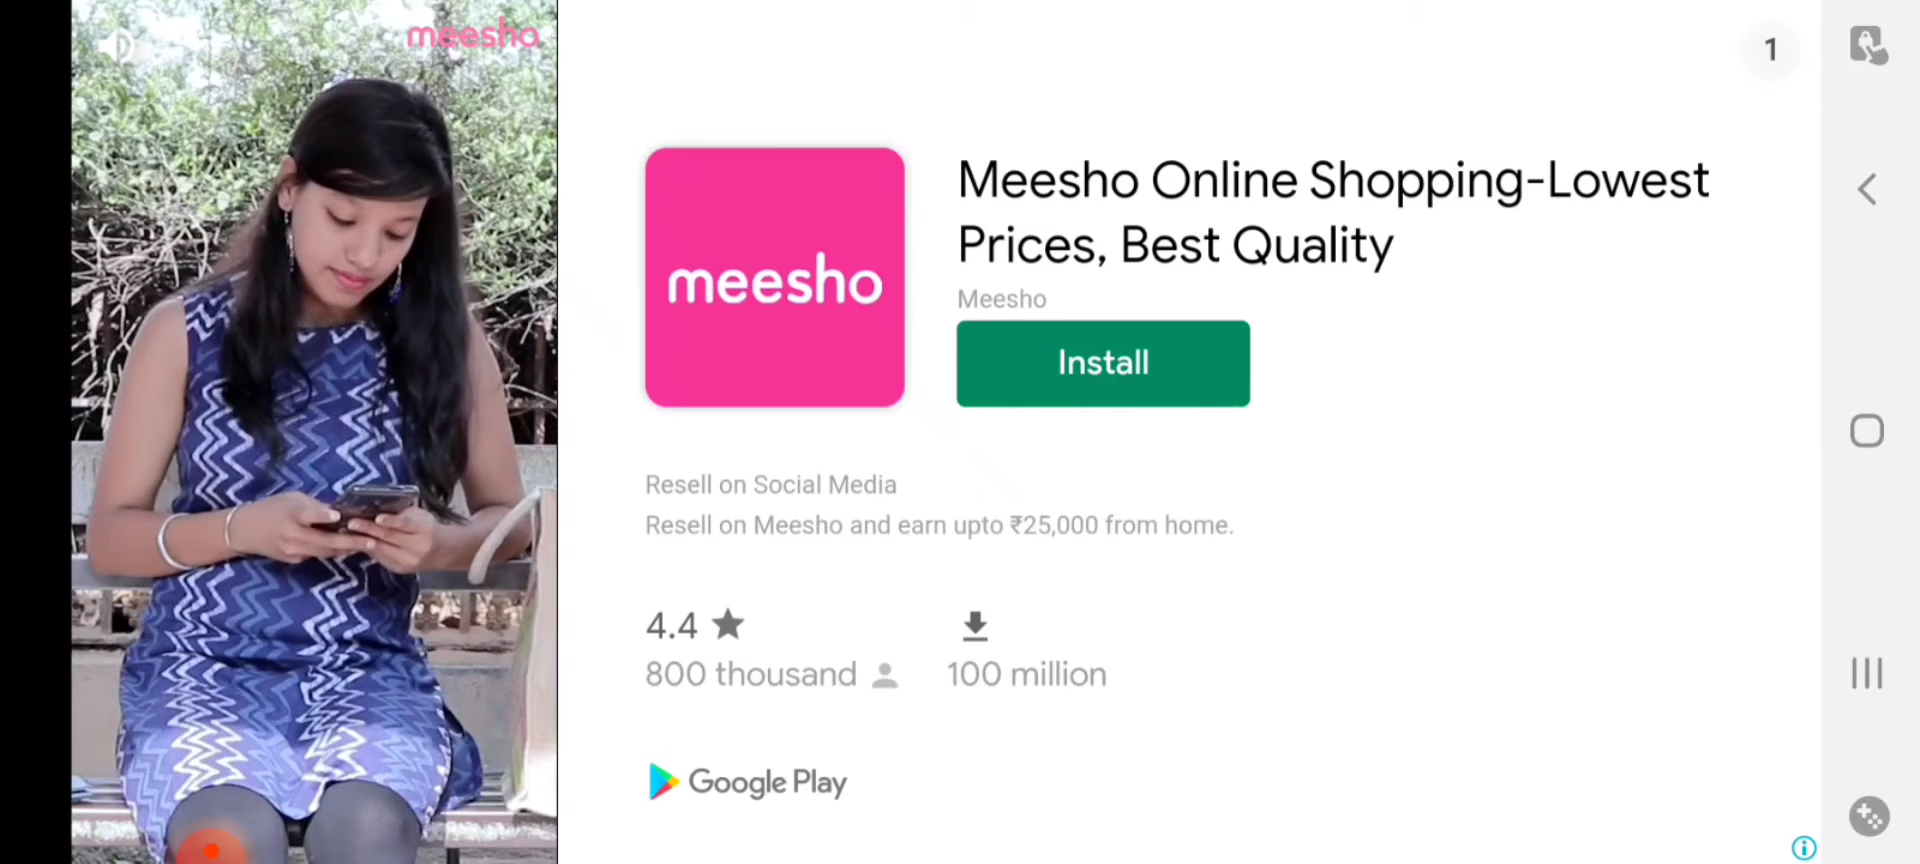 meesho
1
meesho
Meesho Online Shopping-Lowest
Prices, Best Quality
Meesho
Install
Resell on Social Media
Resell on Meesho and earn upto ₹25,000 from home.
4.4
800 thousand
100 million
Google Play